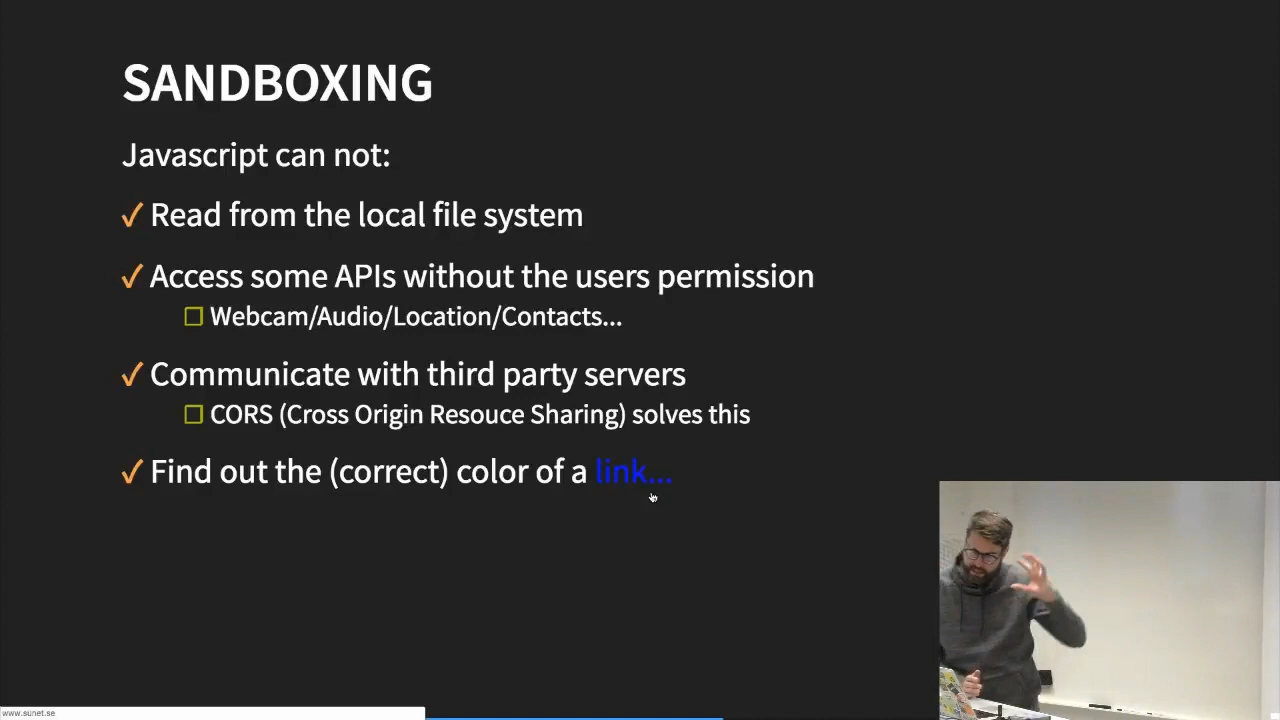 SANDBOXING
Javascript can not:
✓ Read from the local file system
✓ Access some APIs without the users permission
☐ Webcam/Audio/Location/Contacts...
✓ Communicate with third party servers
☐ CORS (Cross Origin Resouce Sharing) solves this
✓ Find out the (correct) color of a link...
www.sunet.se